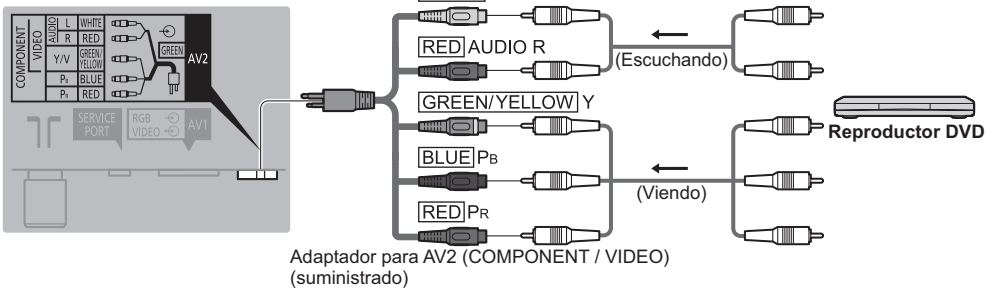 COMPONENT
VIDEO
AUDIO
L WHITE
R RED
Y/V GREEN/YELLOW
PB BLUE
PR RED
GREEN
AV2
SERVICE PORT
RGB
VIDEO
AV1
RED AUDIO R
(Escuchando)
GREEN/YELLOW Y
BLUE PB
(Viendo)
RED PR
Reproductor DVD
Adaptador para AV2 (COMPONENT / VIDEO)
(suministrado)